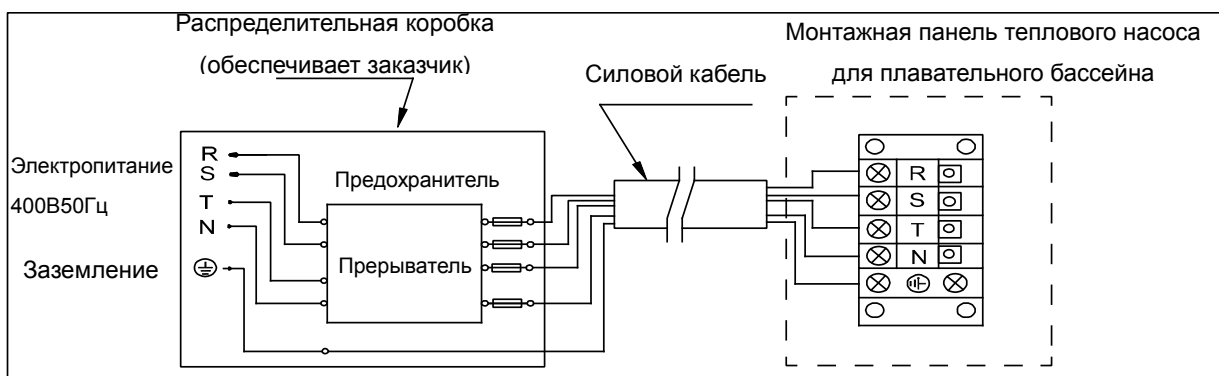 Распределительная коробка
(обеспечивает заказчик)
Силовой кабель
Монтажная панель теплового насоса
для плавательного бассейна
Электропитание
400В50Гц
Заземление
R
S
T
N
Предохранитель
Прерыватель
R
S
T
N